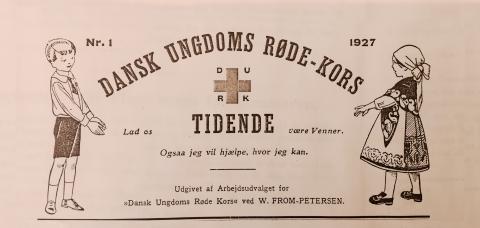 Nr. 1
1927
DANSK UNGDOMS RØDE-KORS
D U
R K
TIDENDE
Lad os
være Venner.
Ogsaa jeg vil hjælpe, hvor jeg kan.
Udgivet af Arbejdsudvalget for
»Dansk Ungdoms Røde Kors« ved W. FROM-PETERSEN.